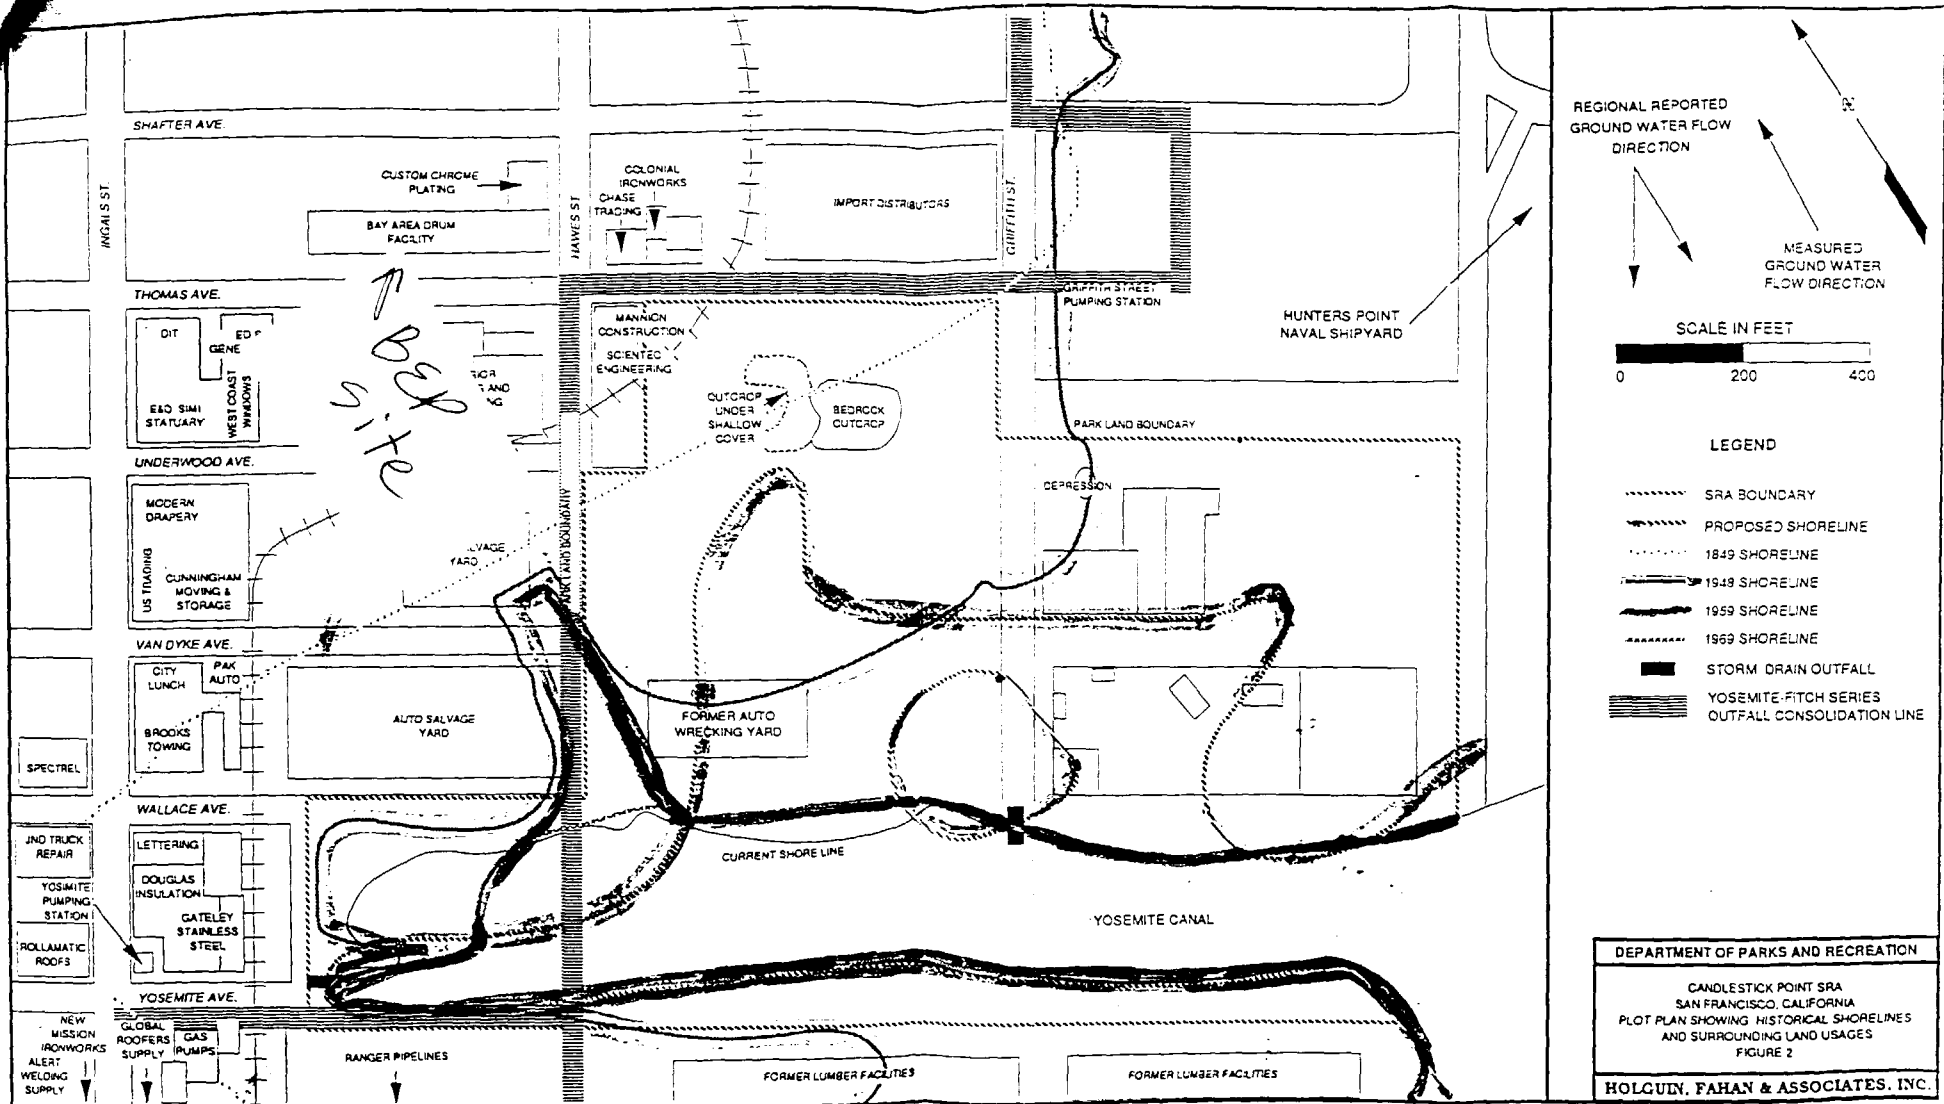 SHAFTER AVE.
INGALS ST.
CUSTOM CHROME
PLATING
BAY AREA DRUM
FACILITY
HAWES ST
COLONIAL
IRONWORKS
CHASE
TRADING
IMPORT DISTRIBUTORS
GRIFFITH ST.
THOMAS AVE.
GRIFFITH STREET
PUMPING STATION
HUNTERS POINT
NAVAL SHIPYARD
DIT
GENE
WEST COAST
WINDOWS
E&D SIMI
STATUARY
site
MANNION
CONSTRUCTION
SCIENTEC
ENGINEERING
OUTCROP
UNDER
SHALLOW
COVER
BEDROCK
OUTCROP
PARK LAND BOUNDARY
UNDERWOOD AVE.
MODERN
DRAPERY
US TRADING
CUNNINGHAM
MOVING &
STORAGE
YARD
DEPRESSION
VAN DYKE AVE.
CITY
LUNCH
PAK
AUTO
BROOKS
TOWING
AUTO SALVAGE
YARD
FORMER AUTO
WRECKING YARD
SPECTREL
WALLACE AVE.
JND TRUCK
REPAIR
LETTERING
DOUGLAS
INSULATION
YOSIMITE
PUMPING
STATION
GATELEY
STAINLESS
STEEL
ROLLAMATIC
ROOFS
CURRENT SHORE LINE
YOSEMITE CANAL
YOSEMITE AVE.
NEW
MISSION
IRONWORKS
ALERT
WELDING
SUPPLY
GLOBAL
ROOFERS
SUPPLY
GAS
PUMPS
RANGER PIPELINES
FORMER LUMBER FACILITIES
FORMER LUMBER FACILITIES
REGIONAL REPORTED
GROUND WATER FLOW
DIRECTION
N
MEASURED
GROUND WATER
FLOW DIRECTION
SCALE IN FEET
0 200 400
LEGEND
SRA BOUNDARY
PROPOSED SHORELINE
1849 SHORELINE
1948 SHORELINE
1959 SHORELINE
1969 SHORELINE
STORM DRAIN OUTFALL
YOSEMITE-FITCH SERIES
OUTFALL CONSOLIDATION LINE
DEPARTMENT OF PARKS AND RECREATION
CANDLESTICK POINT SRA
SAN FRANCISCO, CALIFORNIA
PLOT PLAN SHOWING HISTORICAL SHORELINES
AND SURROUNDING LAND USAGES
FIGURE 2
HOLGUIN, FAHAN & ASSOCIATES, INC.